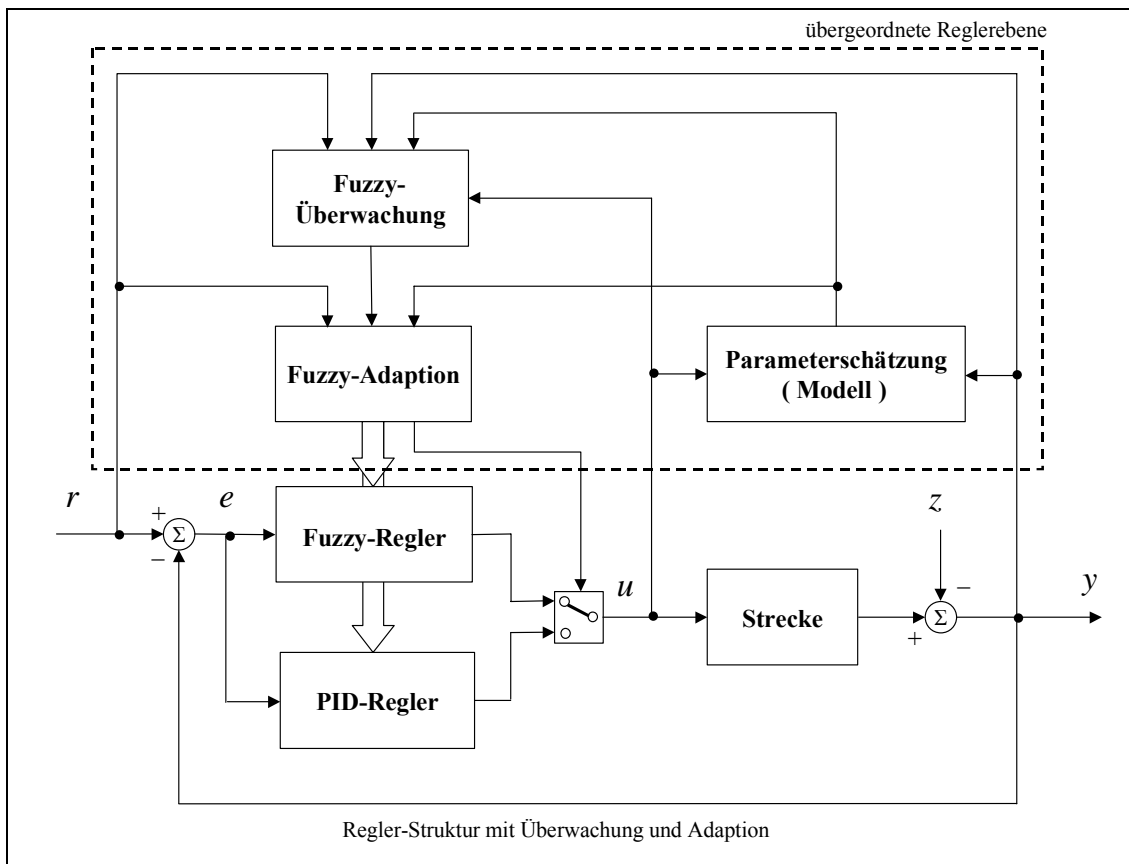 übergeordnete Reglerebene
Fuzzy-
Überwachung
Fuzzy-Adaption
Parameterschätzung
( Modell )
r
+
Σ
−
e
Fuzzy-Regler
PID-Regler
u
Strecke
z
−
Σ
+
y
Regler-Struktur mit Überwachung und Adaption